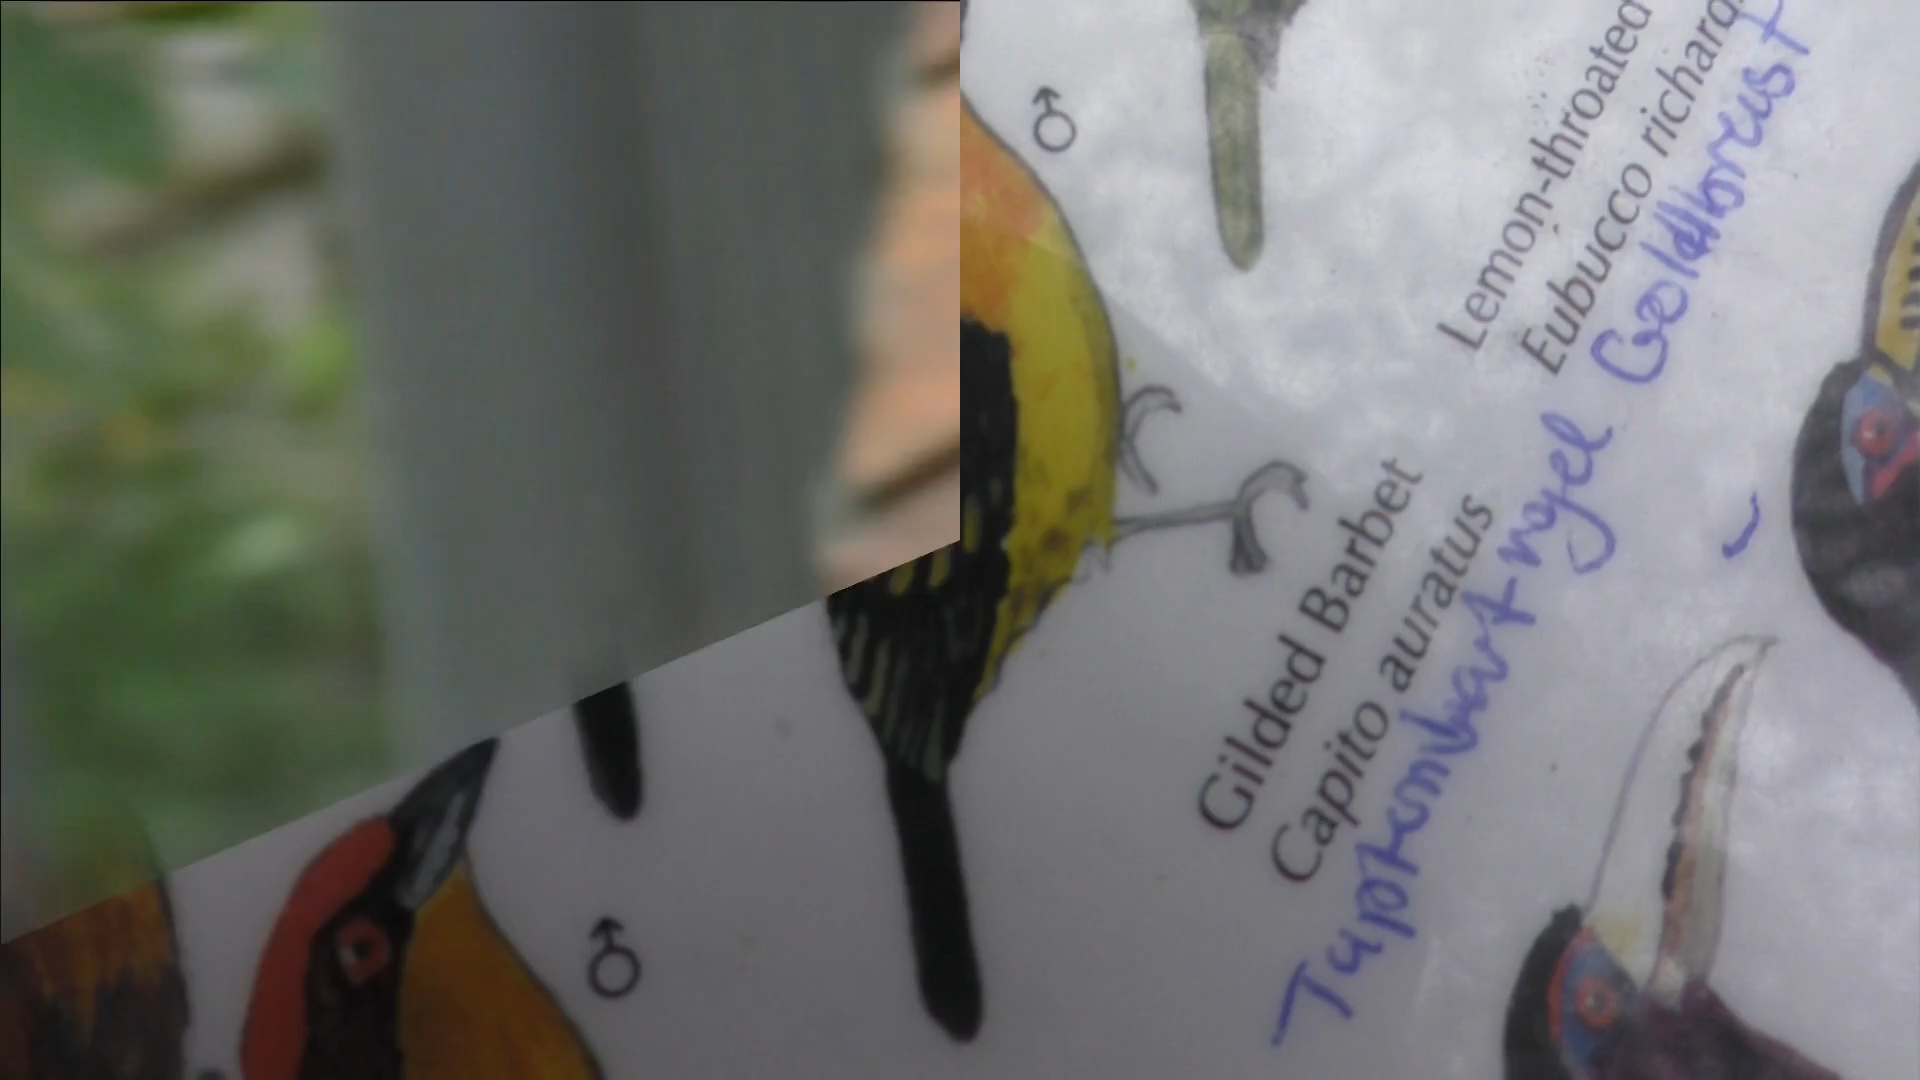 ♂
Lemon-throated
Eubucco richard
Goldbrust
Gilded Barbet
Capito auratus
Tupfenbartvogel
♂